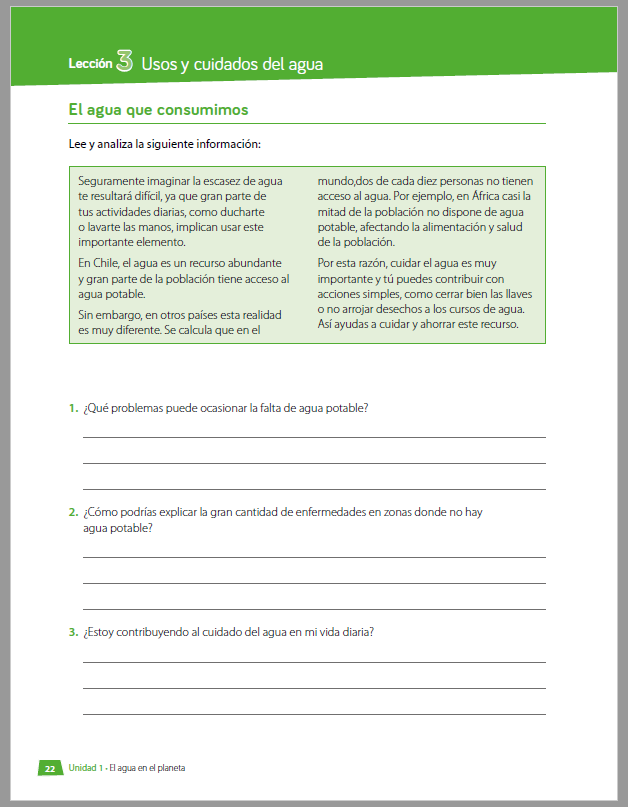 Lección 3 Usos y cuidados del agua
El agua que consumimos
Lee y analiza la siguiente información:
Seguramente imaginar la escasez de agua
te resultará difícil, ya que gran parte de
tus actividades diarias, como ducharte
o lavarte las manos, implican usar este
importante elemento.
En Chile, el agua es un recurso abundante
y gran parte de la población tiene acceso al
agua potable.
Sin embargo, en otros países esta realidad
es muy diferente. Se calcula que en el
mundo,dos de cada diez personas no tienen
acceso al agua. Por ejemplo, en África casi la
mitad de la población no dispone de agua
potable, afectando la alimentación y salud
de la población.
Por esta razón, cuidar el agua es muy
importante y tú puedes contribuir con
acciones simples, como cerrar bien las llaves
o no arrojar desechos a los cursos de agua.
Así ayudas a cuidar y ahorrar este recurso.
1. ¿Qué problemas puede ocasionar la falta de agua potable?
2. ¿Cómo podrías explicar la gran cantidad de enfermedades en zonas donde no hay
agua potable?
3. ¿Estoy contribuyendo al cuidado del agua en mi vida diaria?
22 Unidad 1 • El agua en el planeta